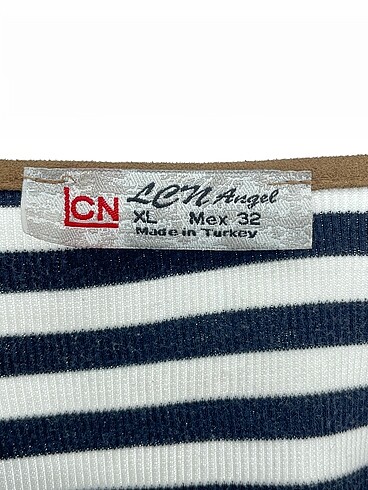 LCN
LCN Angel
XL Mex 32
Made in Turkey